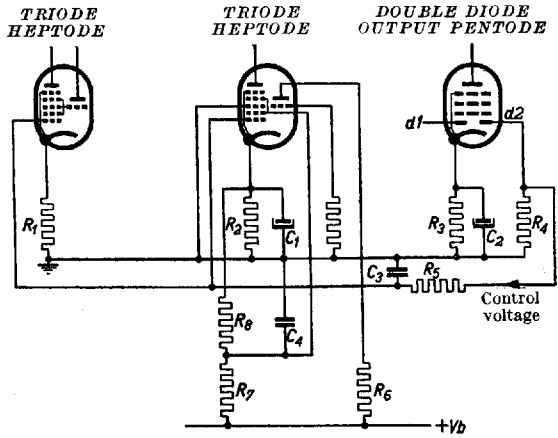 TRIODE
HEPTODE
TRIODE
HEPTODE
DOUBLE DIODE
OUTPUT PENTODE
d1
d2
R1
R2
C1
R3
C2
R4
C3
R5
Control
voltage
R8
C4
R7
R6
+Vb